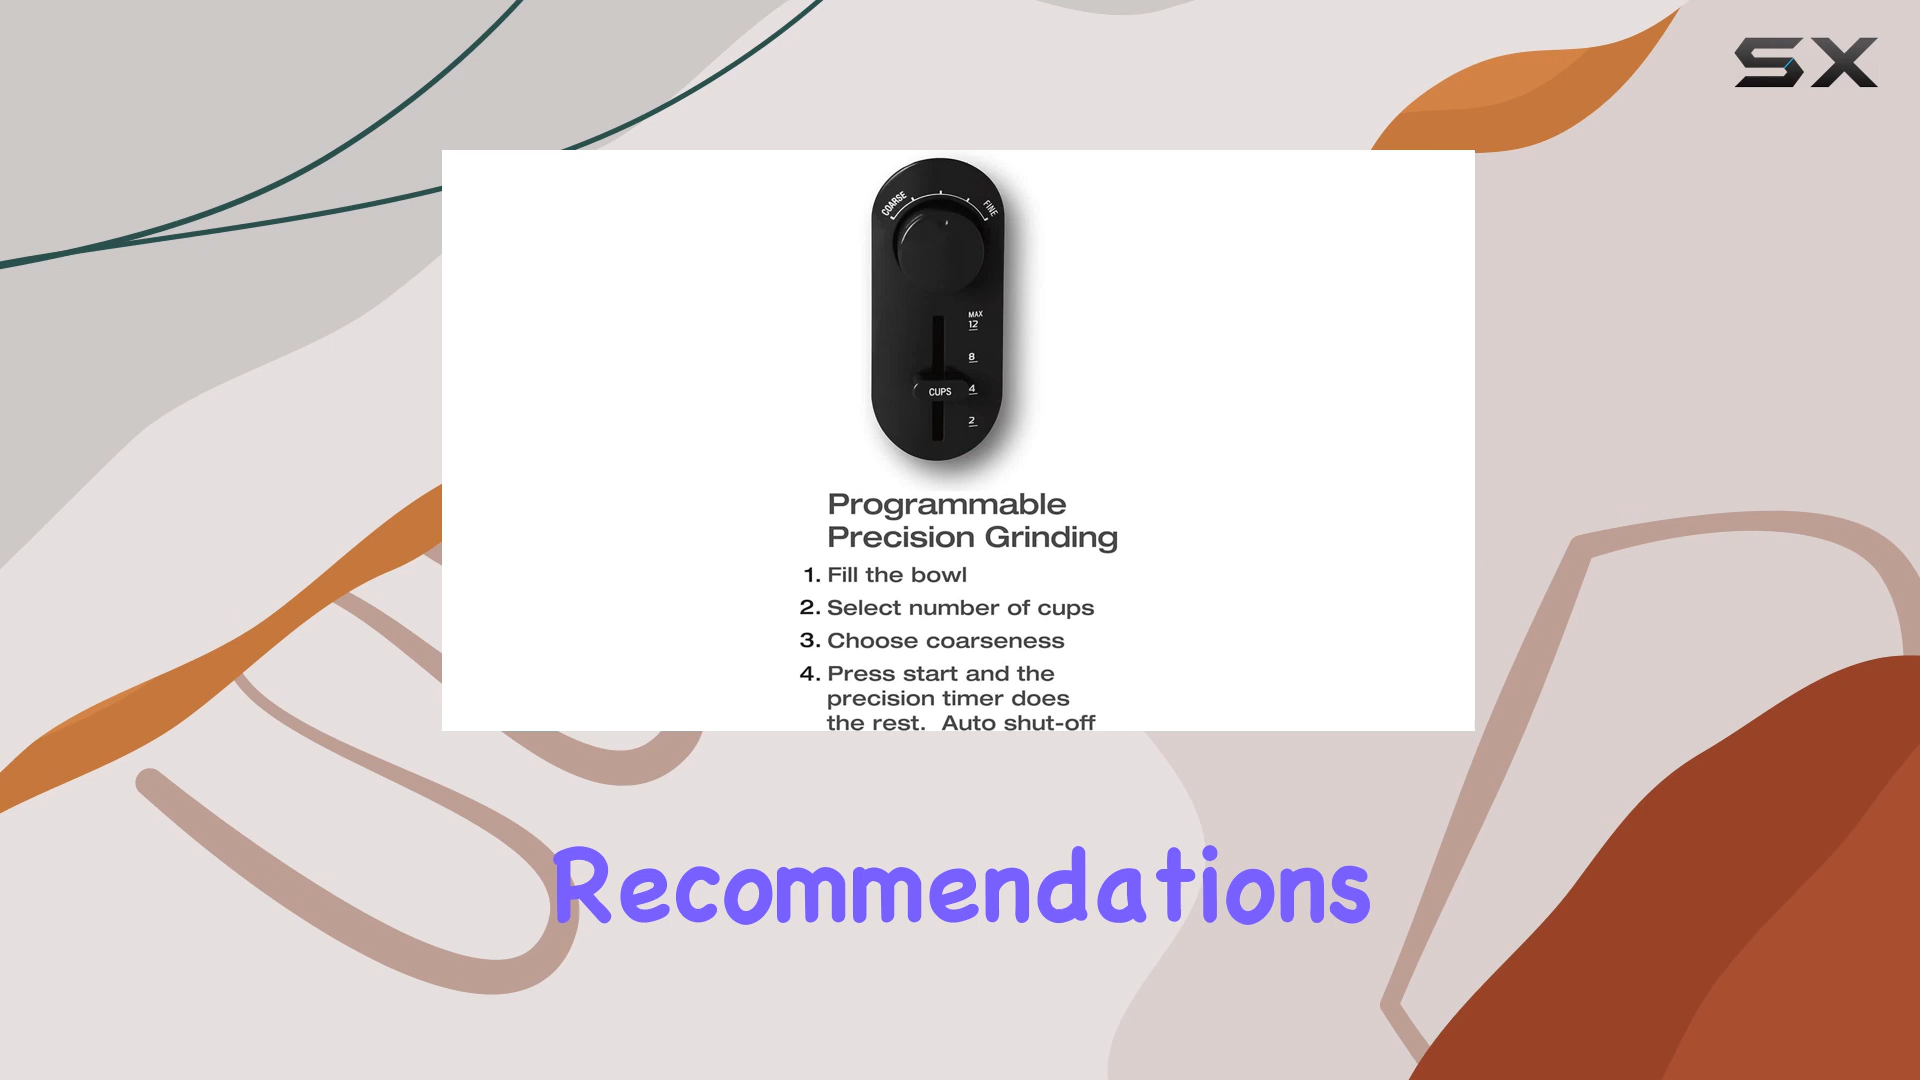 SX
COARSE
FINE
MAX
12
8
CUPS 4
2
Programmable
Precision Grinding
1. Fill the bowl
2. Select number of cups
3. Choose coarseness
4. Press start and the
precision timer does
the rest. Auto shut-off
Recommendations